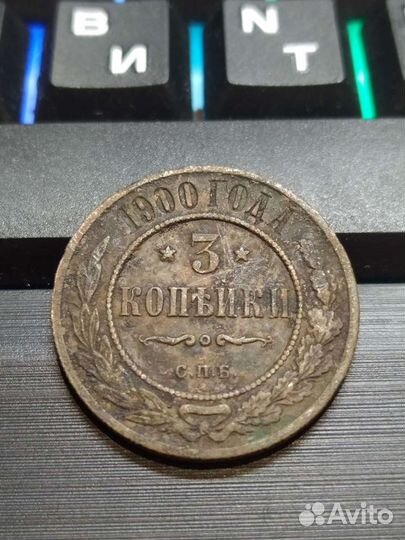 В N
И T
1900 ГОДА
★ 3 ★
КОПѢЙКИ
С.П.Б.
Avito